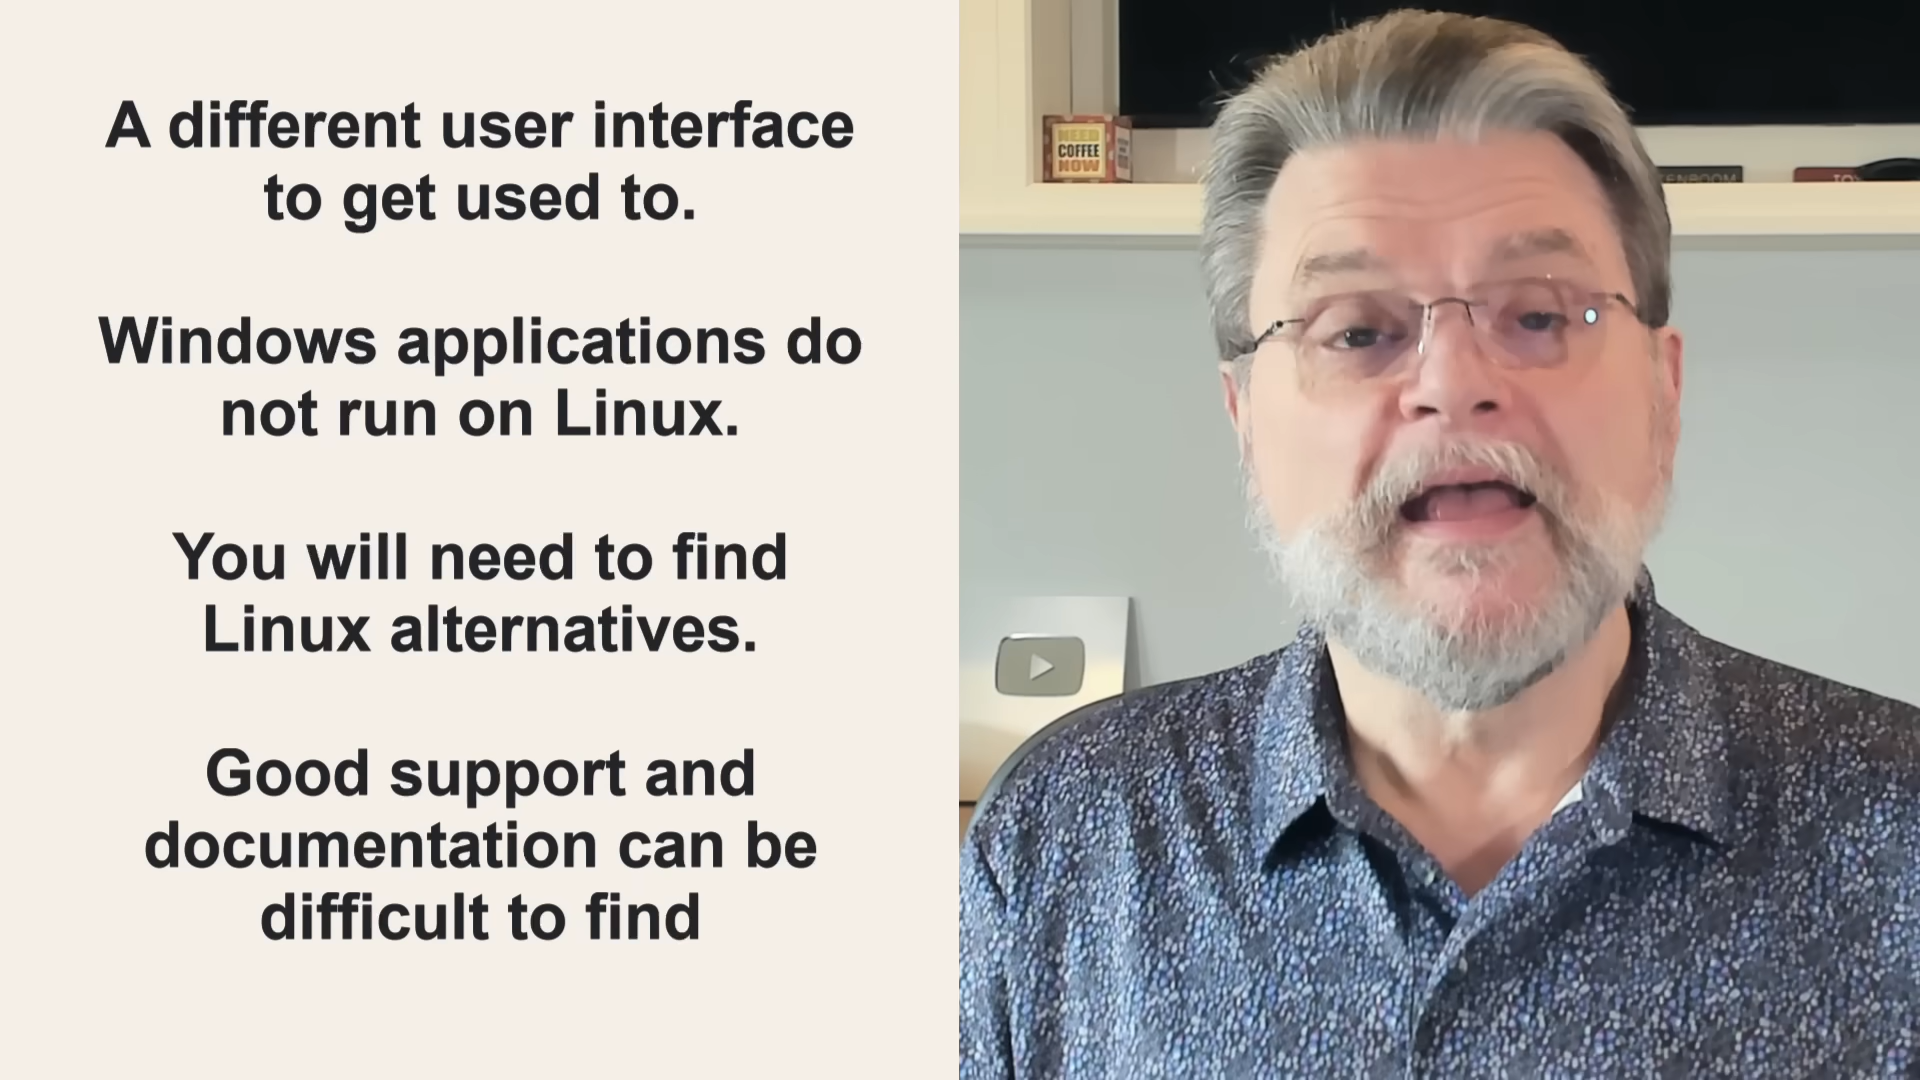 A different user interface
to get used to.
Windows applications do
not run on Linux.
You will need to find
Linux alternatives.
Good support and
documentation can be
difficult to find
NEED
COFFEE
NOW